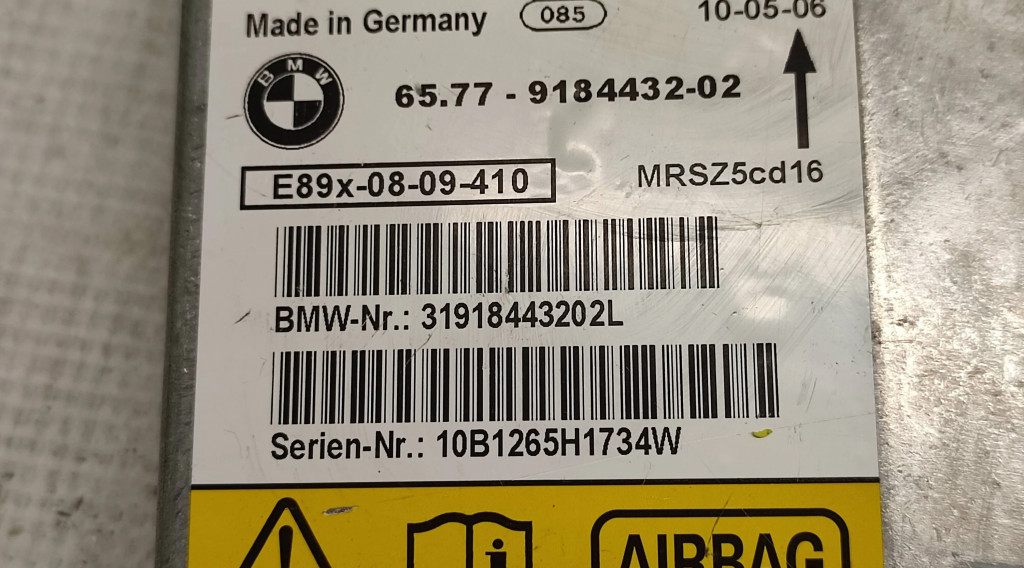 Made in Germany 085 10-05-06
BMW
65.77 - 9184432-02
E89x-08-09-410 MRSZ5cd16
BMW-Nr.: 31918443202L
Serien-Nr.: 10B1265H1734W
i AIRBAG